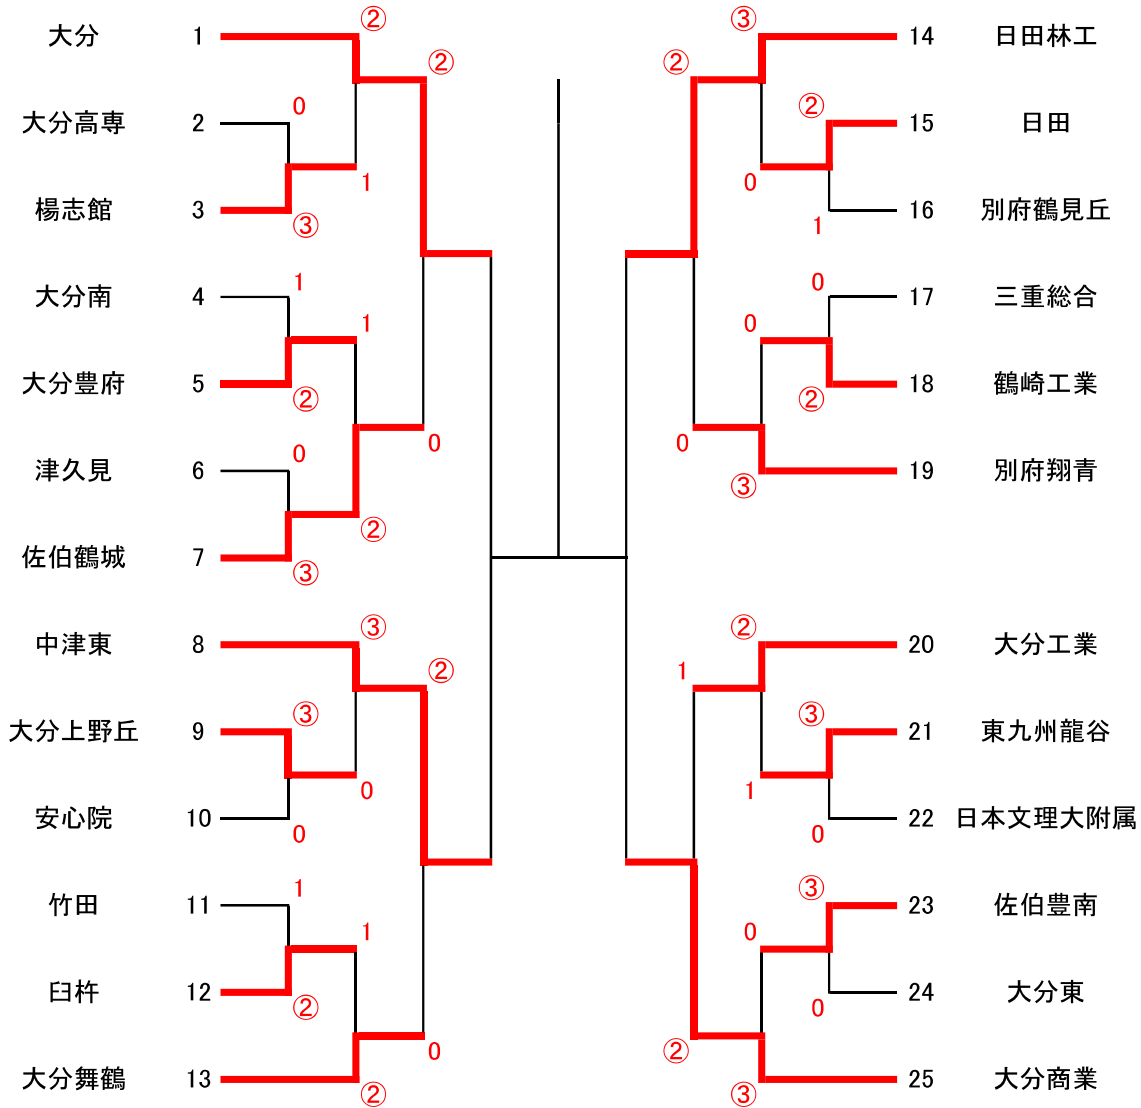 大分 1 ② ③ 14 日田林工
② ②
大分高専 2 0 ② 15 日田
1 0
楊志館 3 ③ 1 16 別府鶴見丘
大分南 4 1 0 17 三重総合
1 0
大分豊府 5 ② ② 18 鶴崎工業
0 0
津久見 6 0 ③ 19 別府翔青
②
佐伯鶴城 7 ③
中津東 8 ③ ② 20 大分工業
② 1
大分上野丘 9 ③ ③ 21 東九州龍谷
0 1
安心院 10 0 0 22 日本文理大附属
竹田 11 1 ③ 23 佐伯豊南
1 0
臼杵 12 ② 0 24 大分東
0 ②
大分舞鶴 13 ② ③ 25 大分商業